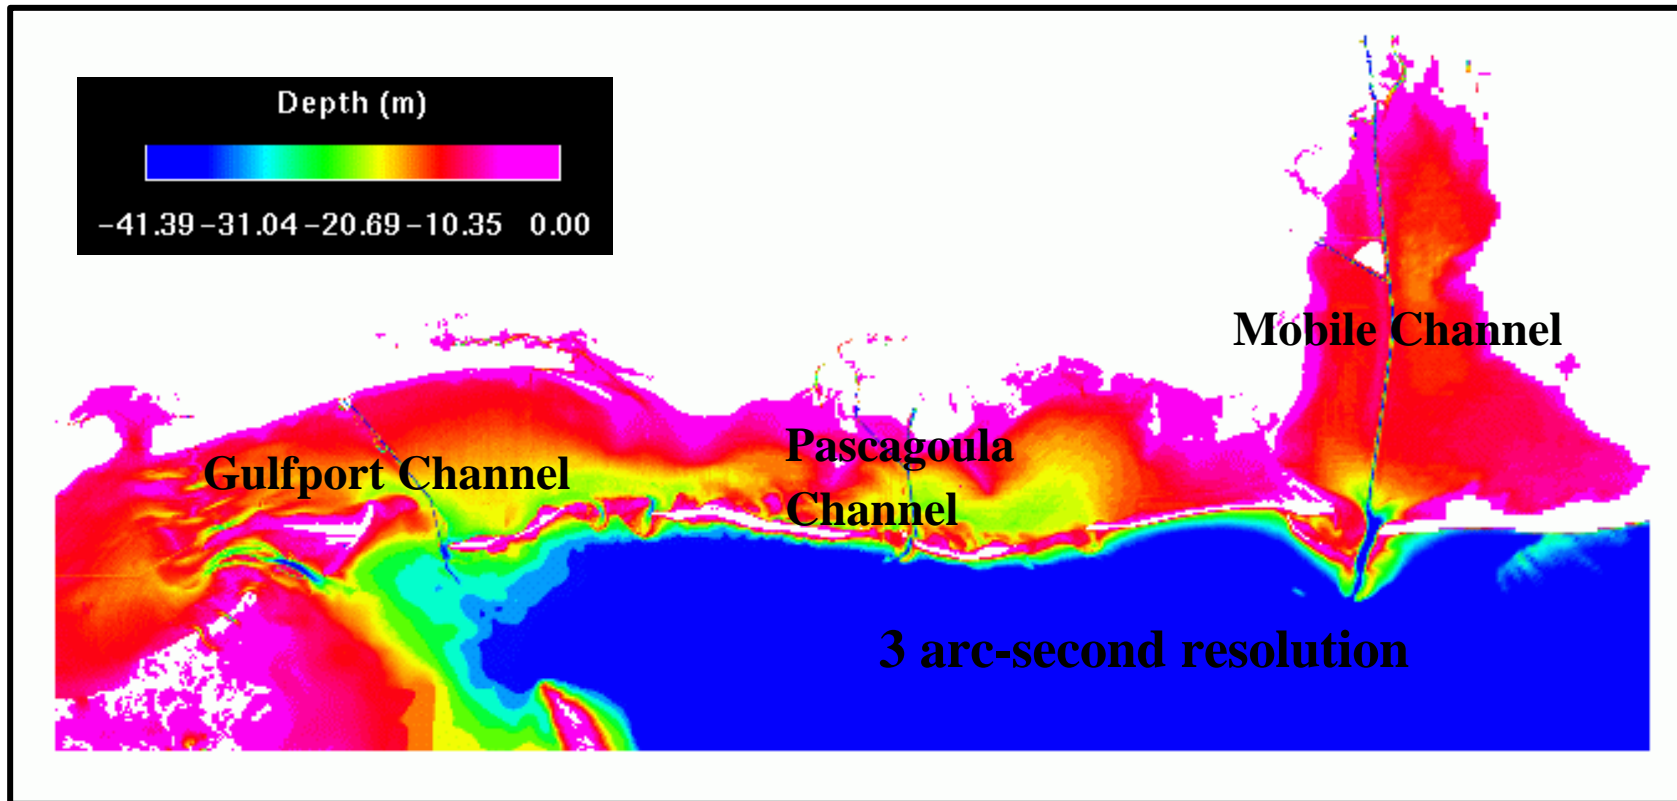 Depth (m)
−41.39 −31.04 −20.69 −10.35 0.00
Mobile Channel
Gulfport Channel
Pascagoula
Channel
3 arc-second resolution